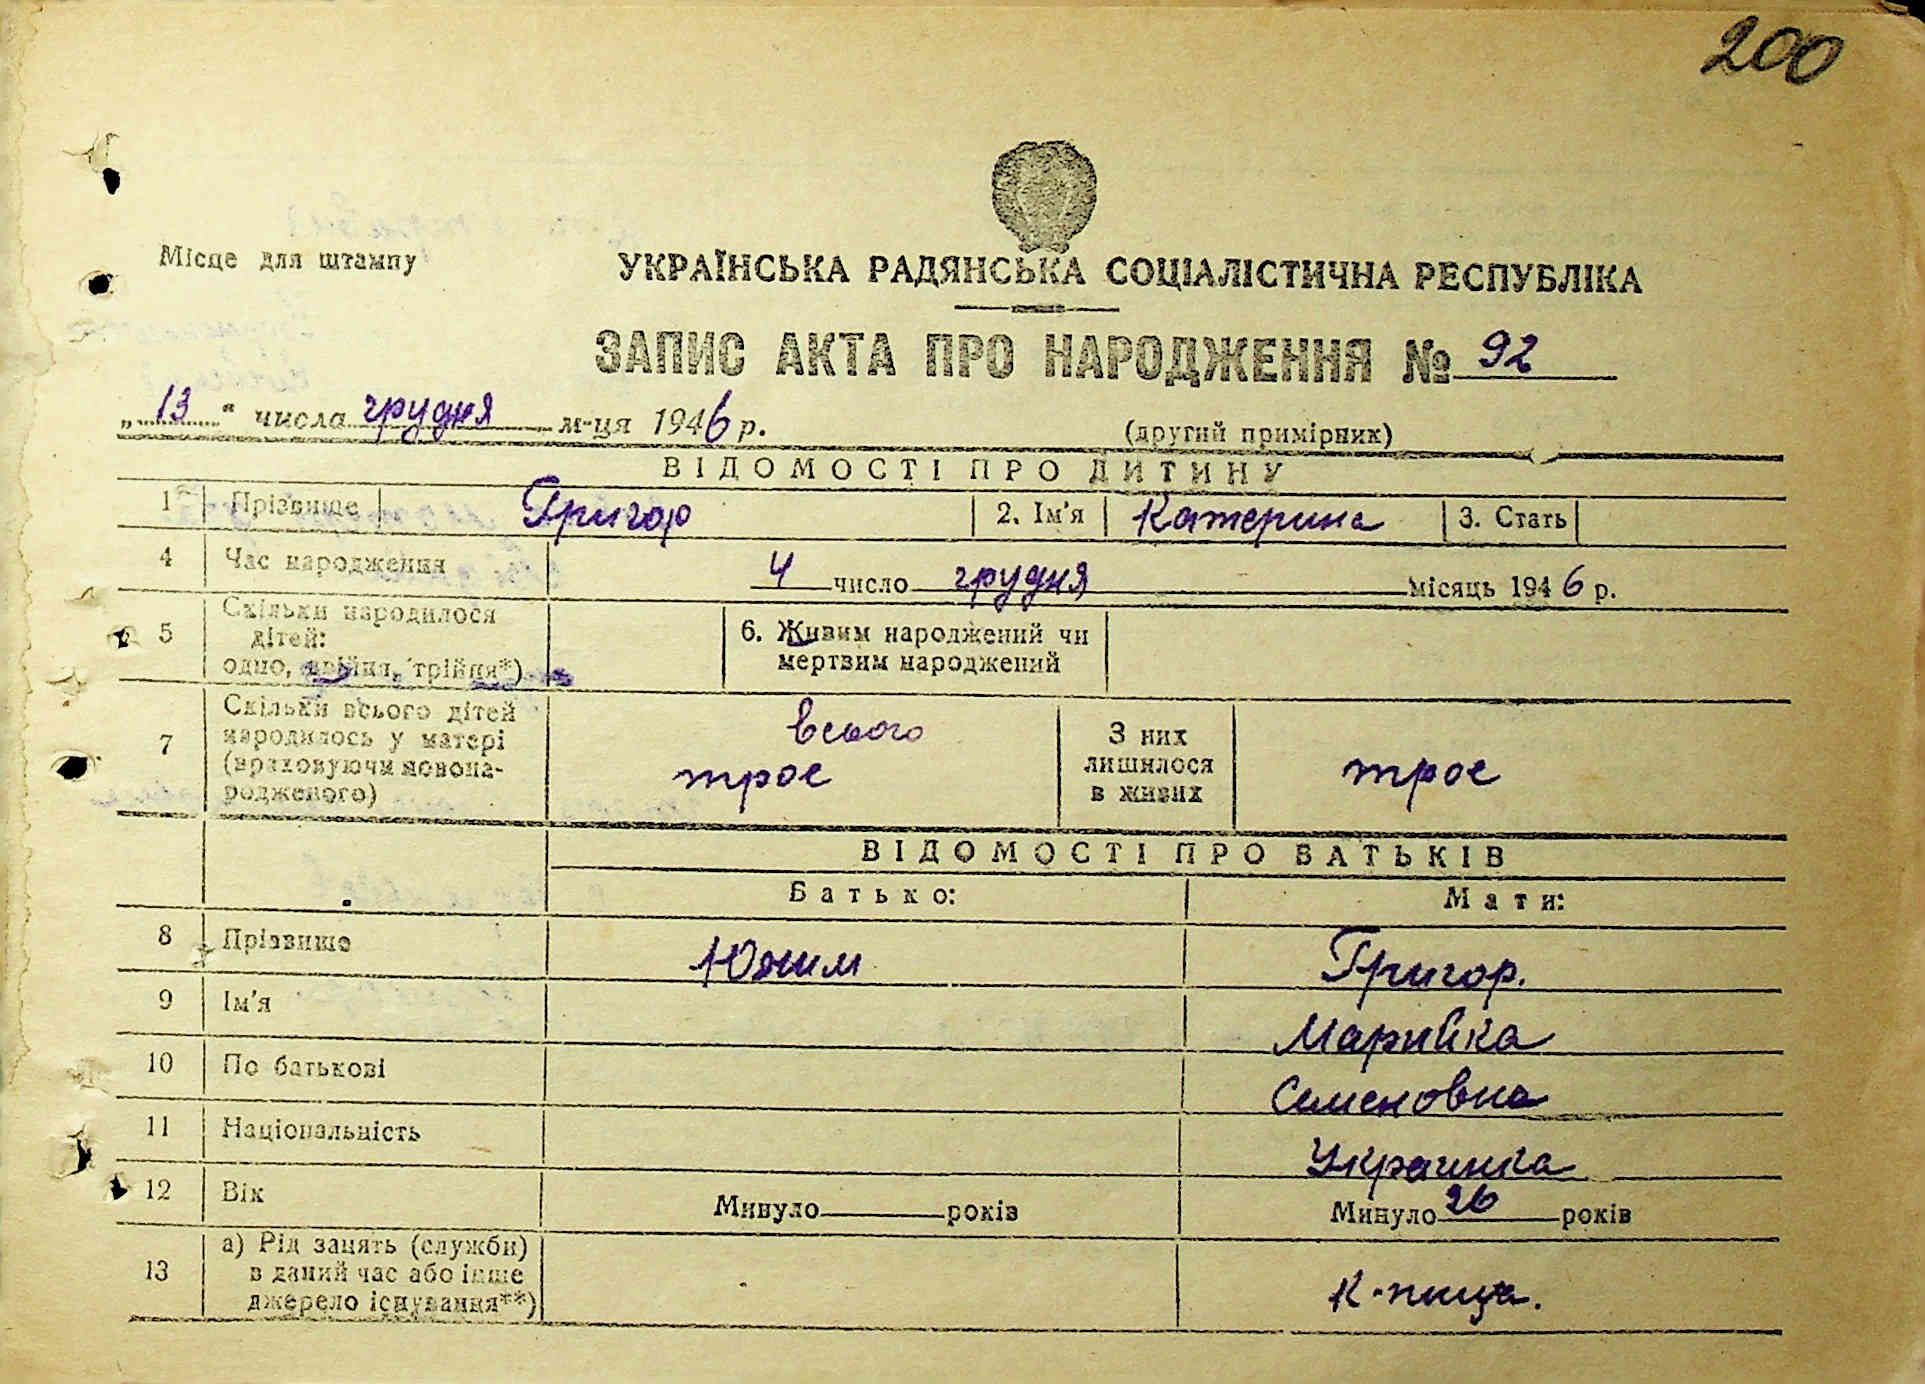 200
Місце для штампу
УКРАЇНСЬКА РАДЯНСЬКА СОЦІАЛІСТИЧНА РЕСПУБЛІКА
ЗАПИС АКТА ПРО НАРОДЖЕННЯ № 92
„13“ числа грудня м-ця 1946 р.
(другий примірник)
ВІДОМОСТІ ПРО ДИТИНУ
1 Прізвище Григор 2. Ім'я Катерина 3. Стать
4 Час народження 4 число грудня місяць 1946 р.
5 Скільки народилося
дітей:
одно, двійня, трійня*)
6. Живим народжений чи
мертвим народжений
7 Скільки всього дітей
народилось у матері
(враховуючи новона-
родженого)
всього
трое
З них
лишилося
в живих
трое
ВІДОМОСТІ ПРО БАТЬКІВ
Батько: Мати:
8 Прізвище Григор.
9 Ім'я Марийка
10 По батькові Семеновна
11 Національність Украинка
12 Вік Минуло років Минуло 26 років
13 а) Рід занять (служби)
в даний час або інше
джерело існування**)
К-ница.